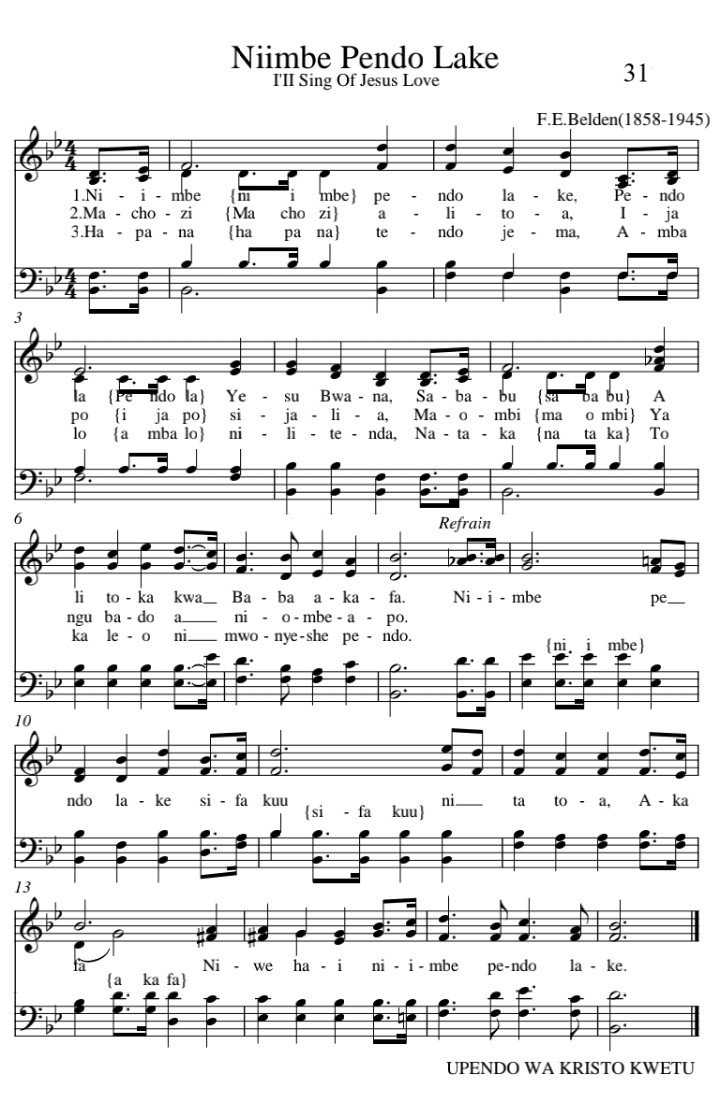 Niimbe Pendo Lake
I'II Sing Of Jesus Love
31
F.E.Belden(1858-1945)
1.Ni - i - mbe {ni i mbe} pe - ndo la - ke, Pe - ndo
2.Ma - cho - zi {Ma cho zi} a - li - to - a, I - ja
3.Ha - pa - na {ha pa na} te - ndo je - ma, A - mba
3
la {Pe ndo la} Ye - su Bwa - na, Sa - ba - bu {sa ba bu} A
po {i ja po} si - ja - li - a, Ma - o - mbi {ma o mbi} Ya
lo {a mba lo} ni - li - te - nda, Na - ta - ka {na ta ka} To
6
Refrain
li to - ka kwa Ba - ba a - ka - fa. Ni - i - mbe pe
ngu ba - do a ni - o - mbe - a - po.
ka le - o ni mwo - nye - she pe - ndo.
{ni i mbe}
10
ndo la - ke si - fa kuu ni ta to - a, A - ka
{si - fa kuu}
13
fa Ni - we ha - i ni - i - mbe pe - ndo la - ke.
{a ka fa}
UPENDO WA KRISTO KWETU